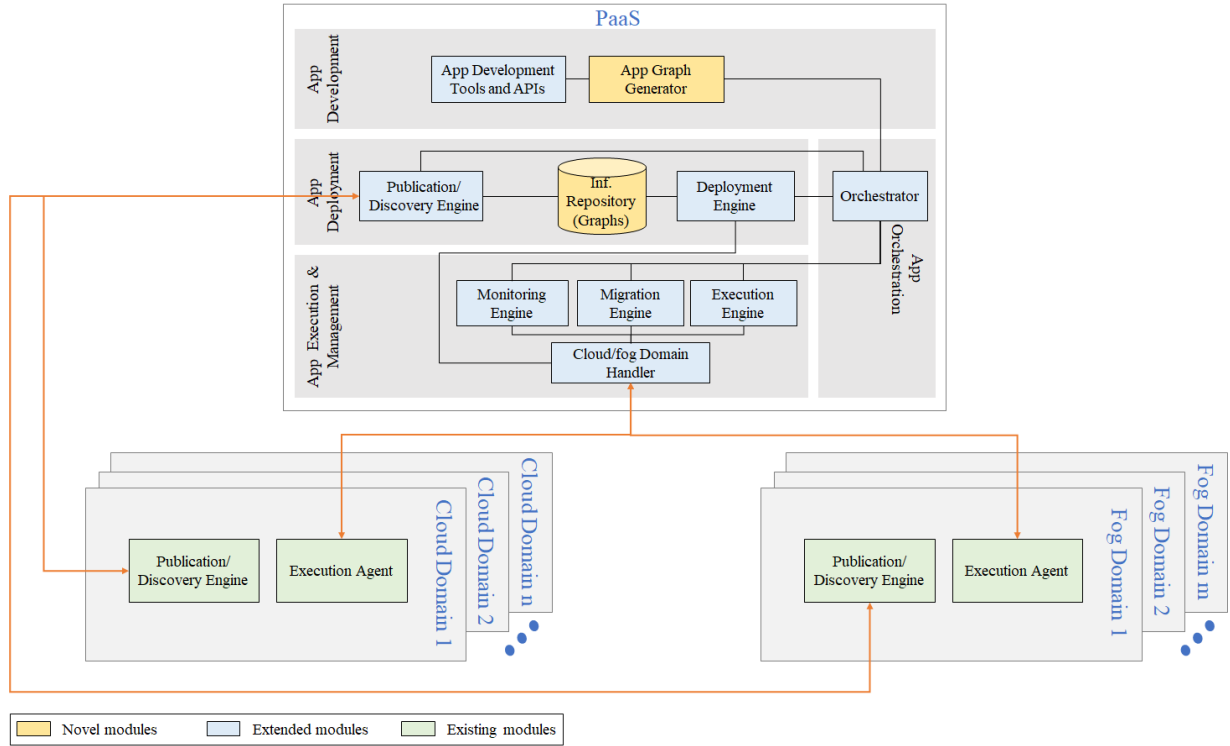 PaaS
App
Development
App Development
Tools and APIs
App Graph
Generator
App
Deployment
Publication/
Discovery Engine
Inf.
Repository
(Graphs)
Deployment
Engine
Orchestrator
App
Orchestration
App Execution &
Management
Monitoring
Engine
Migration
Engine
Execution
Engine
Cloud/fog Domain
Handler
Publication/
Discovery Engine
Execution Agent
Cloud Domain 1
Cloud Domain 2
Cloud Domain n
Publication/
Discovery Engine
Execution Agent
Fog Domain 1
Fog Domain 2
Fog Domain m
Novel modules
Extended modules
Existing modules